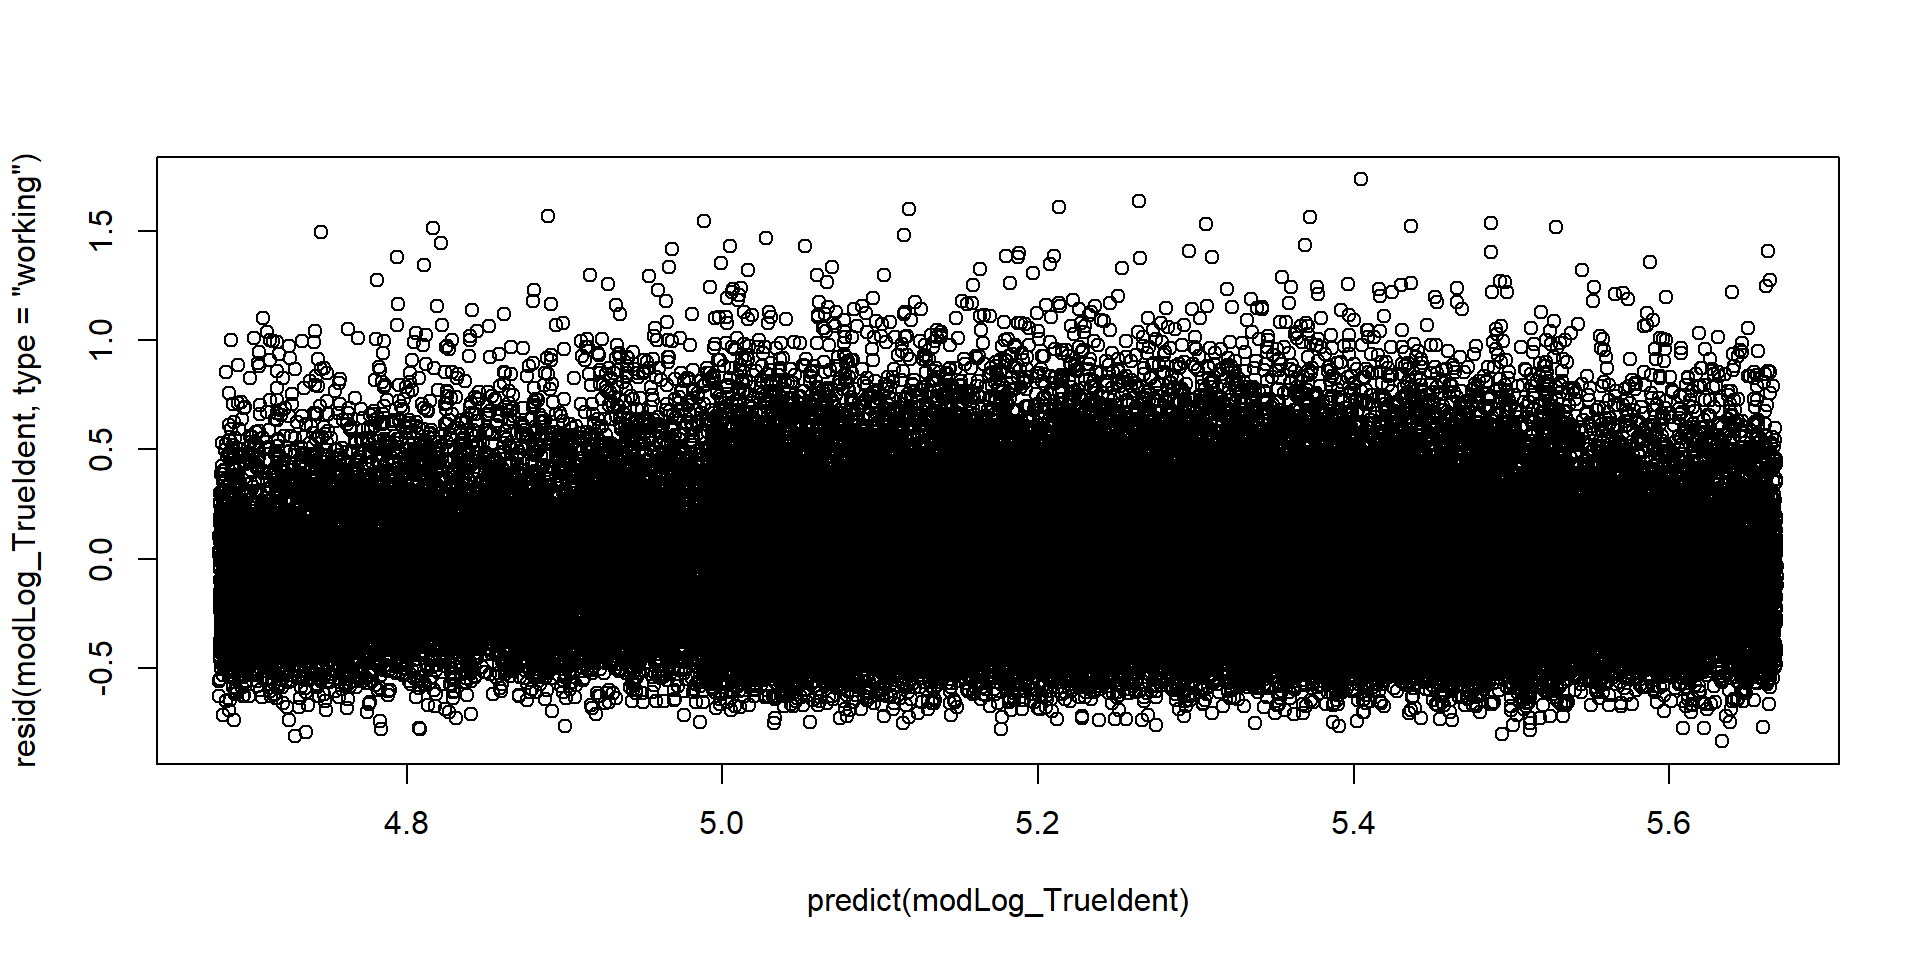 resid(modLog_TrueIdent, type = "working")
1.5
1.0
0.5
0.0
-0.5
4.8 5.0 5.2 5.4 5.6
predict(modLog_TrueIdent)